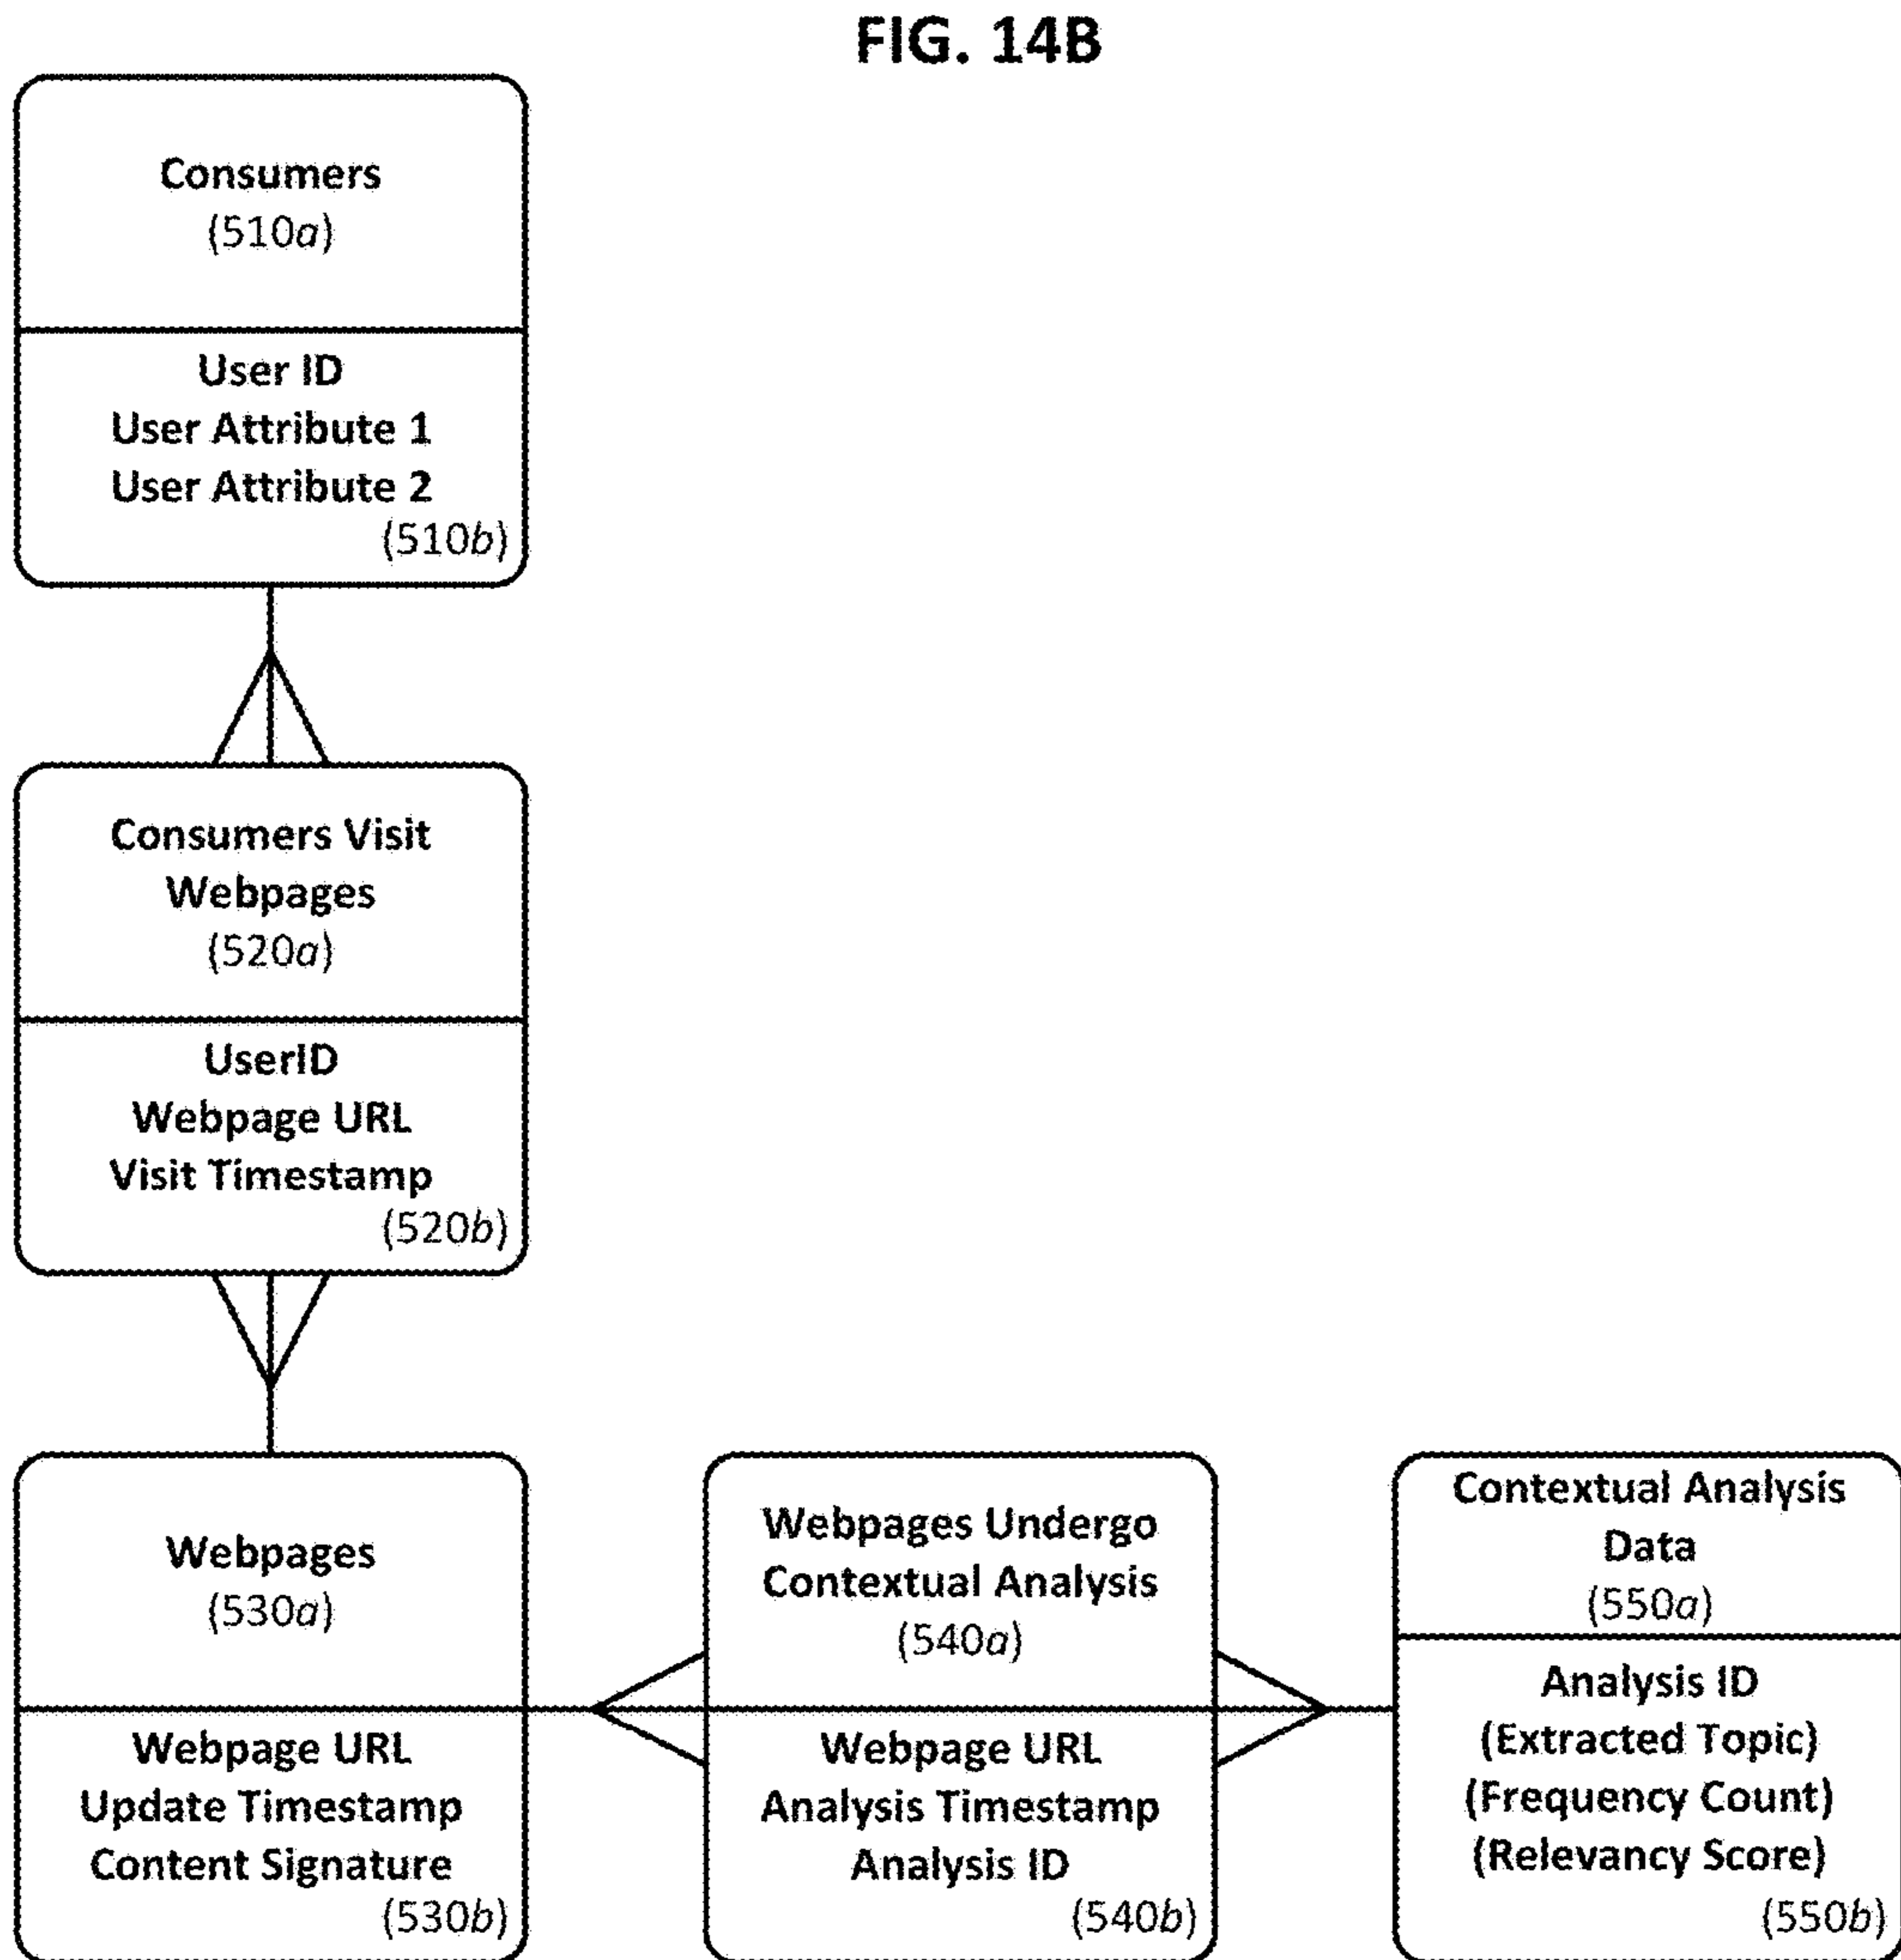 FIG. 14B
Consumers
(510a)
User ID
User Attribute 1
User Attribute 2
(510b)
Consumers Visit
Webpages
(520a)
UserID
Webpage URL
Visit Timestamp
(520b)
Webpages
(530a)
Webpage URL
Update Timestamp
Content Signature
(530b)
Webpages Undergo
Contextual Analysis
(540a)
Webpage URL
Analysis Timestamp
Analysis ID
(540b)
Contextual Analysis
Data
(550a)
Analysis ID
(Extracted Topic)
(Frequency Count)
(Relevancy Score)
(550b)